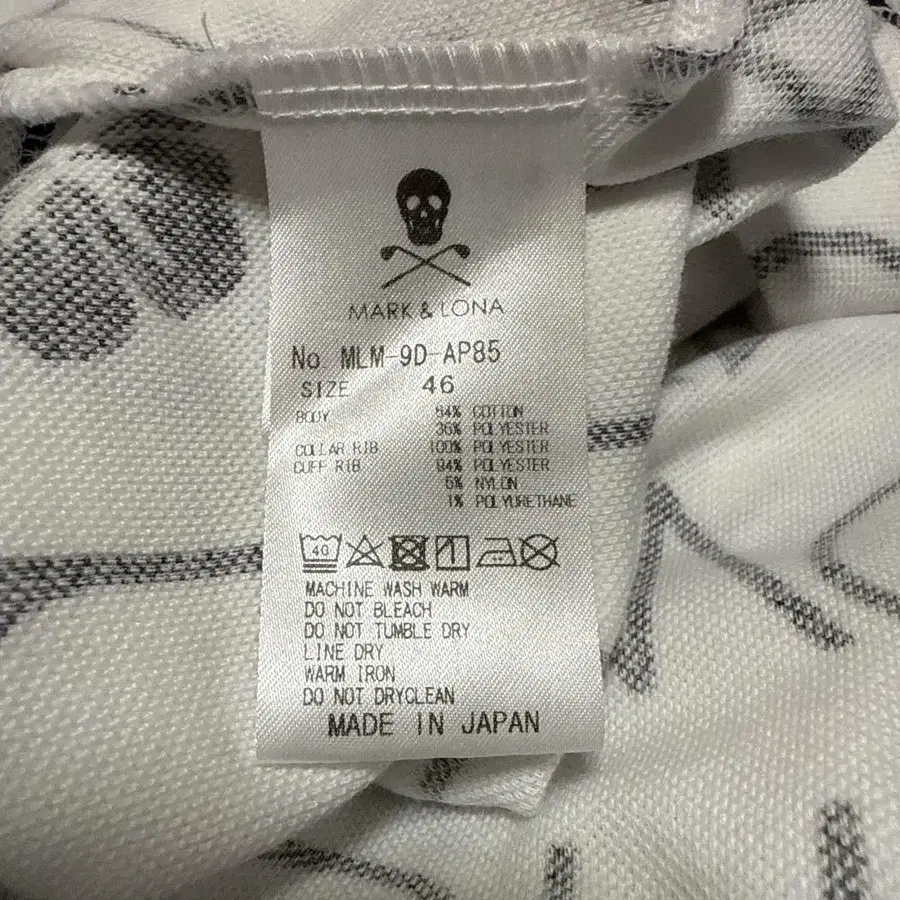 MARK & LONA
No. MLM-9D-AP85
SIZE 46
BODY 64% COTTON
36% POLYESTER
COLLAR RIB 100% POLYESTER
CUFF RIB 94% POLYESTER
5% NYLON
1% POLYURETHANE
40
MACHINE WASH WARM
DO NOT BLEACH
DO NOT TUMBLE DRY
LINE DRY
WARM IRON
DO NOT DRYCLEAN
MADE IN JAPAN